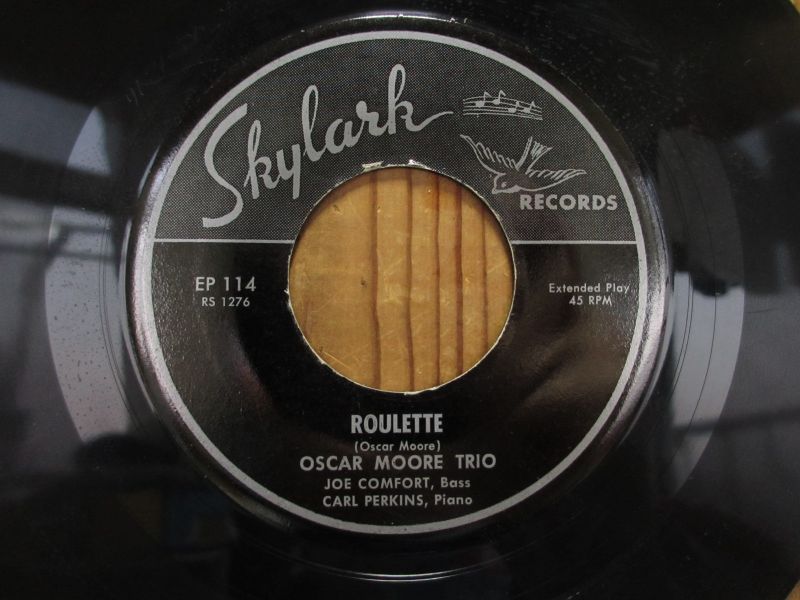 Skylark
RECORDS
EP 114
RS 1276
Extended Play
45 RPM
ROULETTE
(Oscar Moore)
OSCAR MOORE TRIO
JOE COMFORT, Bass
CARL PERKINS, Piano